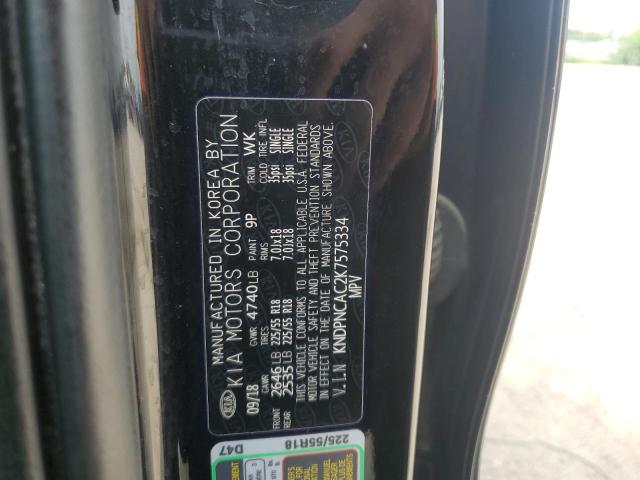 MANUFACTURED IN KOREA BY
KIA MOTORS CORPORATION
KIA
09/18 GVWR 4740LB PAINT 9P TRIM WK
GAWR TIRES RIMS COLD TIRE INFL
FRONT 2646LB 225/55 R18 7.0Jx18 35psi SINGLE
REAR 2535LB 225/55 R18 7.0Jx18 35psi SINGLE
THIS VEHICLE CONFORMS TO ALL APPLICABLE U.S.A. FEDERAL
MOTOR VEHICLE SAFETY AND THEFT PREVENTION STANDARDS
IN EFFECT ON THE DATE OF MANUFACTURE SHOWN ABOVE.
V.I.N KNDPNCAC2K7575334
MPV
D47
225/55R18